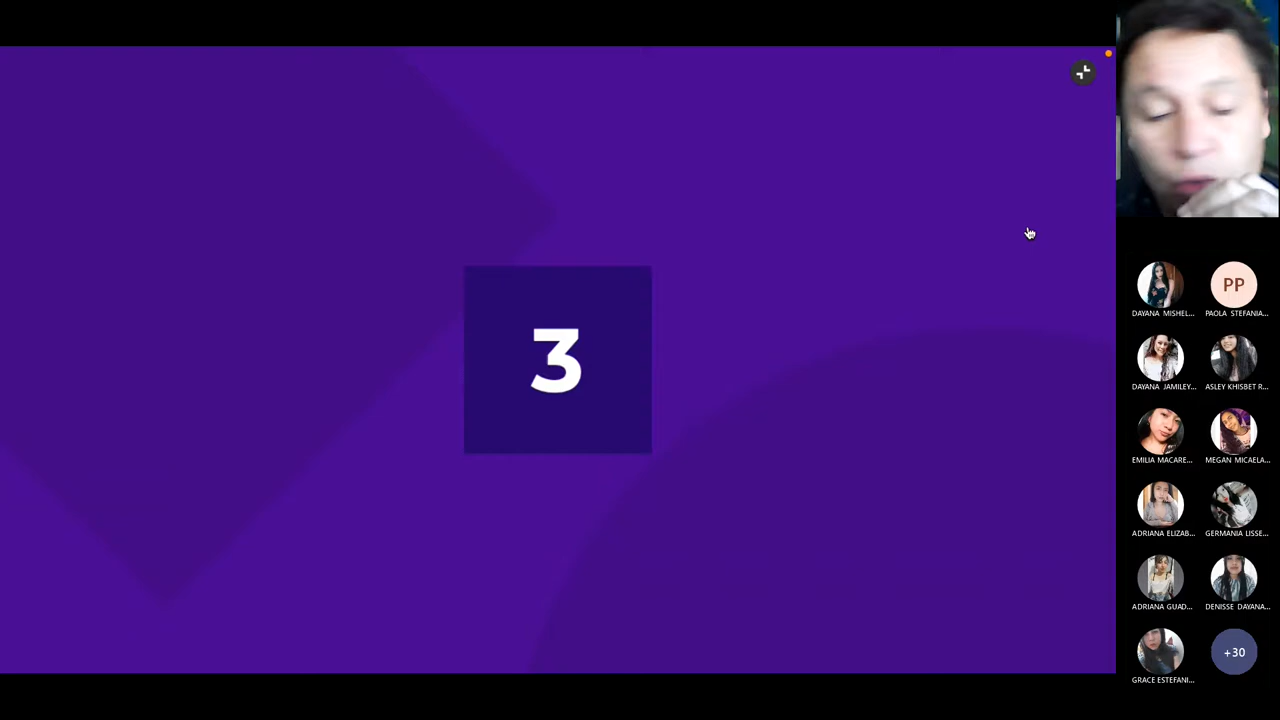 3
PP
DAYANA MISHEL...
PAOLA STEFANIA...
DAYANA JAMILEY...
ASLEY KHISBET R...
EMILIA MACARE...
MEGAN MICAELA...
ADRIANA ELIZAB...
GERMANIA LISSE...
ADRIANA GUAD...
DENISSE DAYANA...
+30
GRACE ESTEFANI...